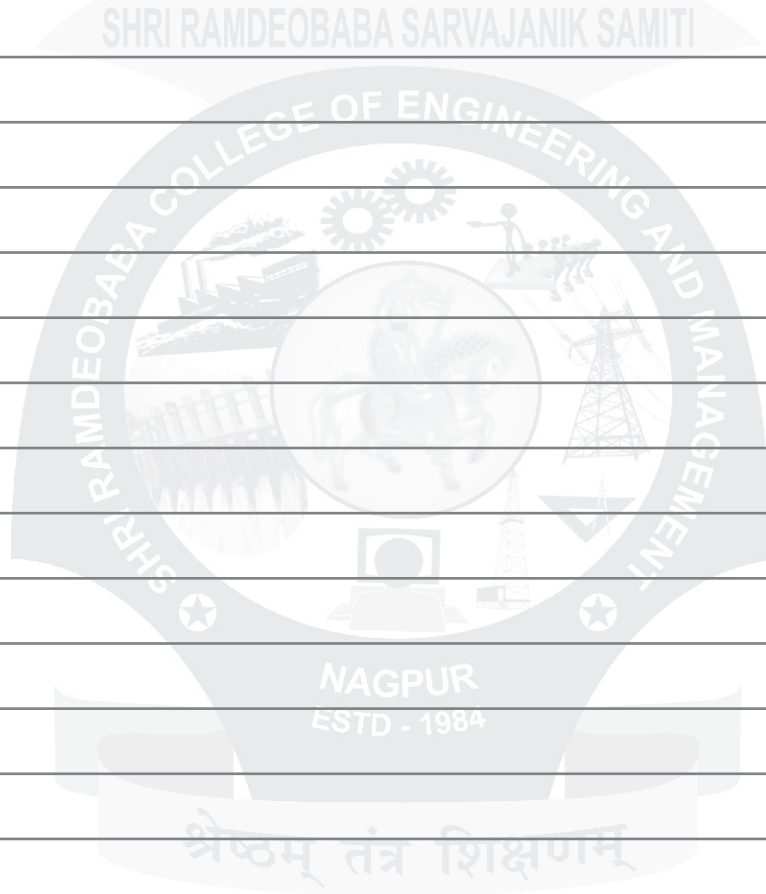 SHRI RAMDEOBABA SARVAJANIK SAMITI
SHRI RAMDEOBABA COLLEGE OF ENGINEERING AND MANAGEMENT
NAGPUR
ESTD - 1984
श्रेष्ठम् तंत्र शिक्षणम्